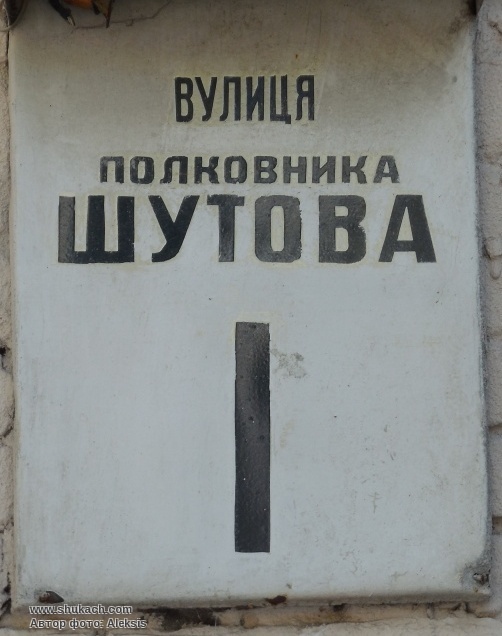 ВУЛИЦЯ
ПОЛКОВНИКА
ШУТОВА
1
www.shukach.com
Автор фото: Aleksis